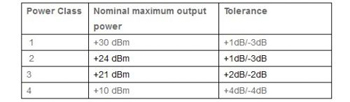 Power Class Nominal maximum output power Tolerance
1 +30 dBm +1dB/-3dB
2 +24 dBm +1dB/-3dB
3 +21 dBm +2dB/-2dB
4 +10 dBm +4dB/-4dB